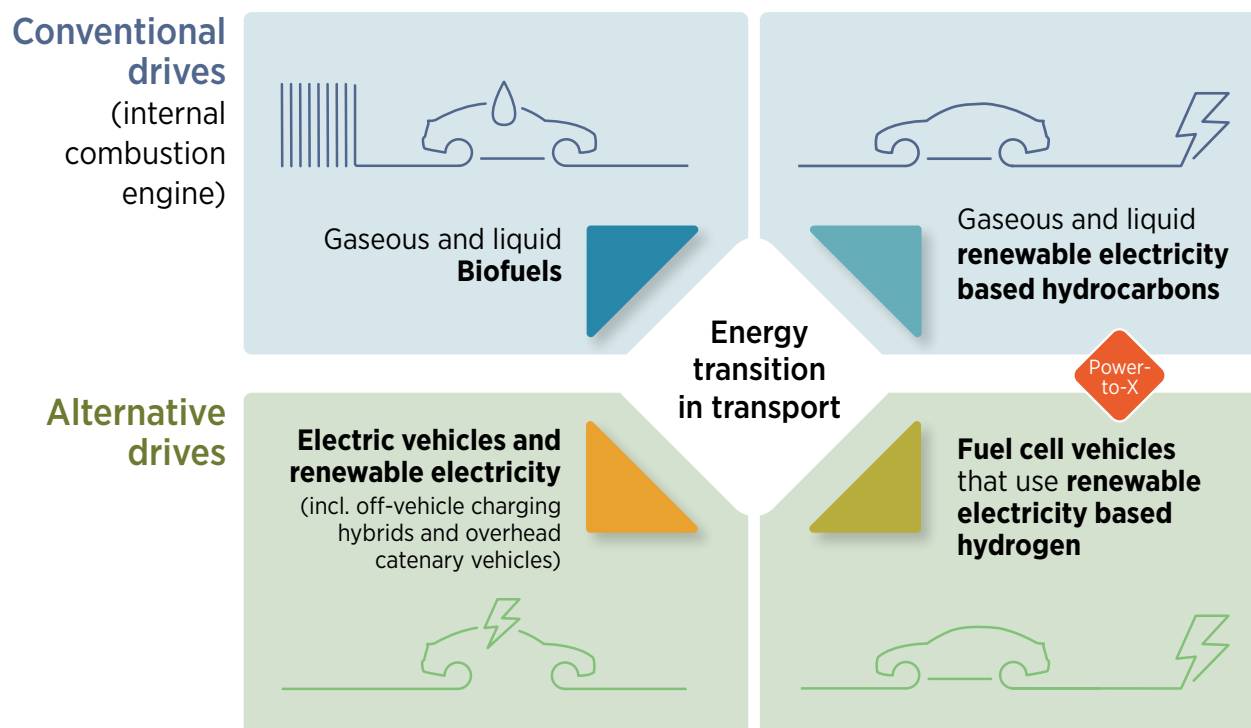 Conventional
drives
(internal
combustion
engine)
Gaseous and liquid
Biofuels
Gaseous and liquid
renewable electricity
based hydrocarbons
Energy
transition
in transport
Power-
to-X
Alternative
drives
Electric vehicles and
renewable electricity
(incl. off-vehicle charging
hybrids and overhead
catenary vehicles)
Fuel cell vehicles
that use renewable
electricity based
hydrogen